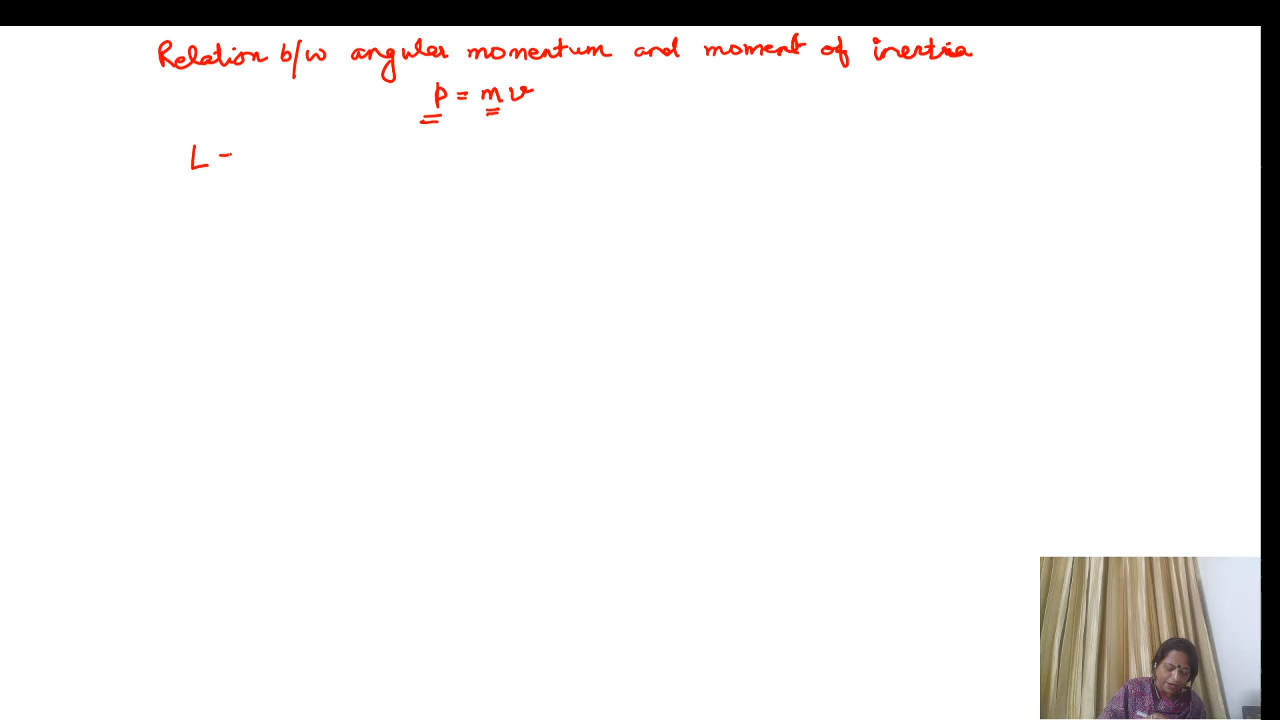 Relation b/w angular momentum and moment of inertia
p = mv
L -